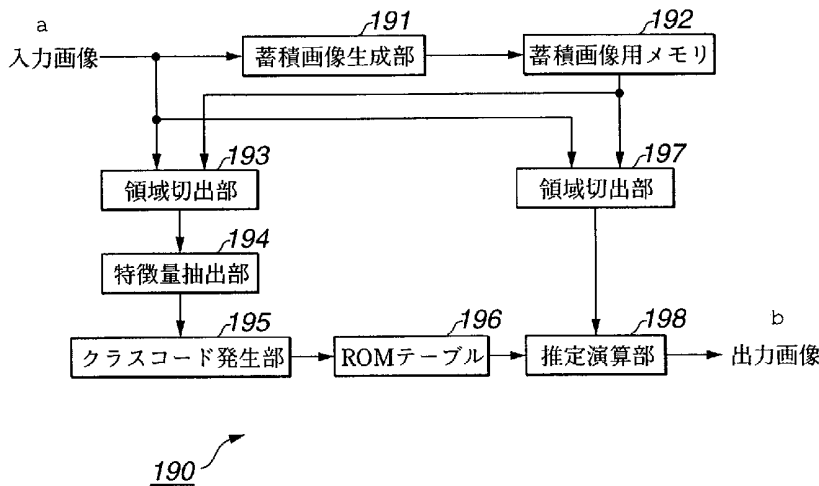 a
入力画像
191
蓄積画像生成部
192
蓄積画像用メモリ
193
領域切出部
197
領域切出部
194
特徴量抽出部
195
クラスコード発生部
196
ROMテーブル
198
推定演算部
b
出力画像
190